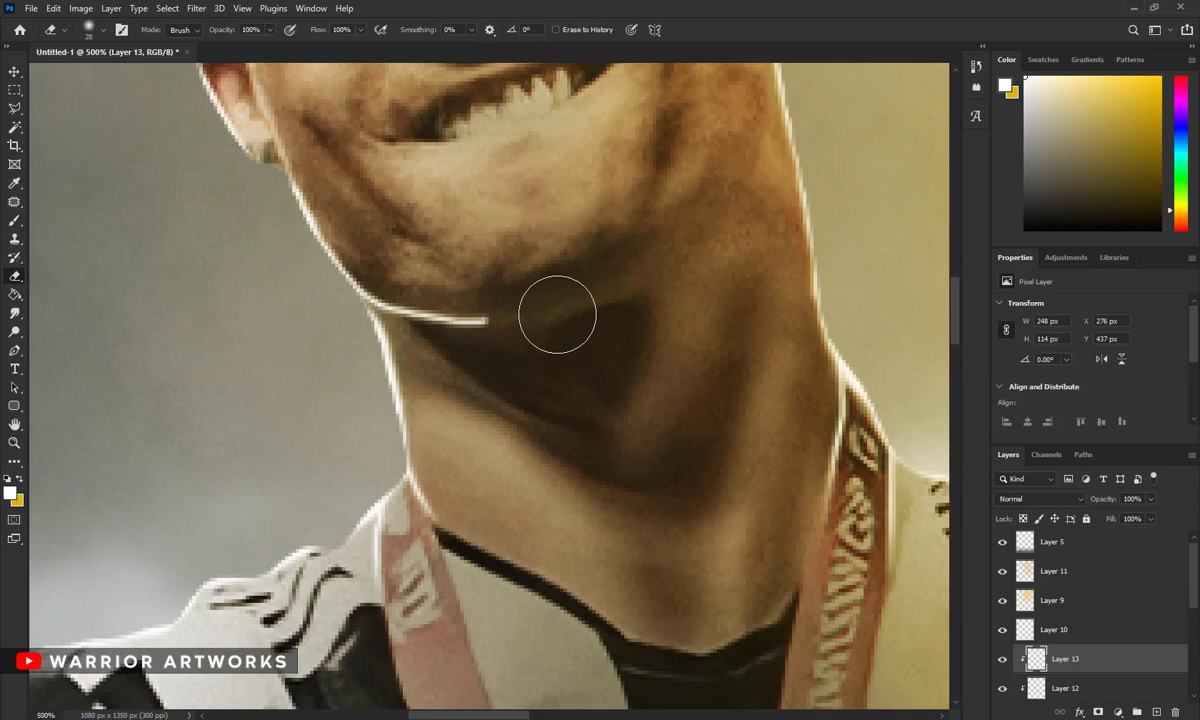 File Edit Image Layer Type Select Filter 3D View Plugins Window Help
28 Mode: Brush Opacity: 100% Flow: 100% Smoothing: 0% 0° Erase to History
Untitled-1 @ 500% (Layer 13, RGB/8) * ×
Color Swatches Gradients Patterns
Properties Adjustments Libraries
Pixel Layer
Transform
W 248 px X 276 px
H 114 px Y 437 px
0.00°
Align and Distribute
Align:
Layers Channels Paths
Kind
Normal Opacity: 100%
Lock: Fill: 100%
Layer 5
Layer 11
Layer 9
Layer 10
Layer 13
Layer 12
WARRIOR ARTWORKS
500% 1080 px x 1350 px (300 ppi)